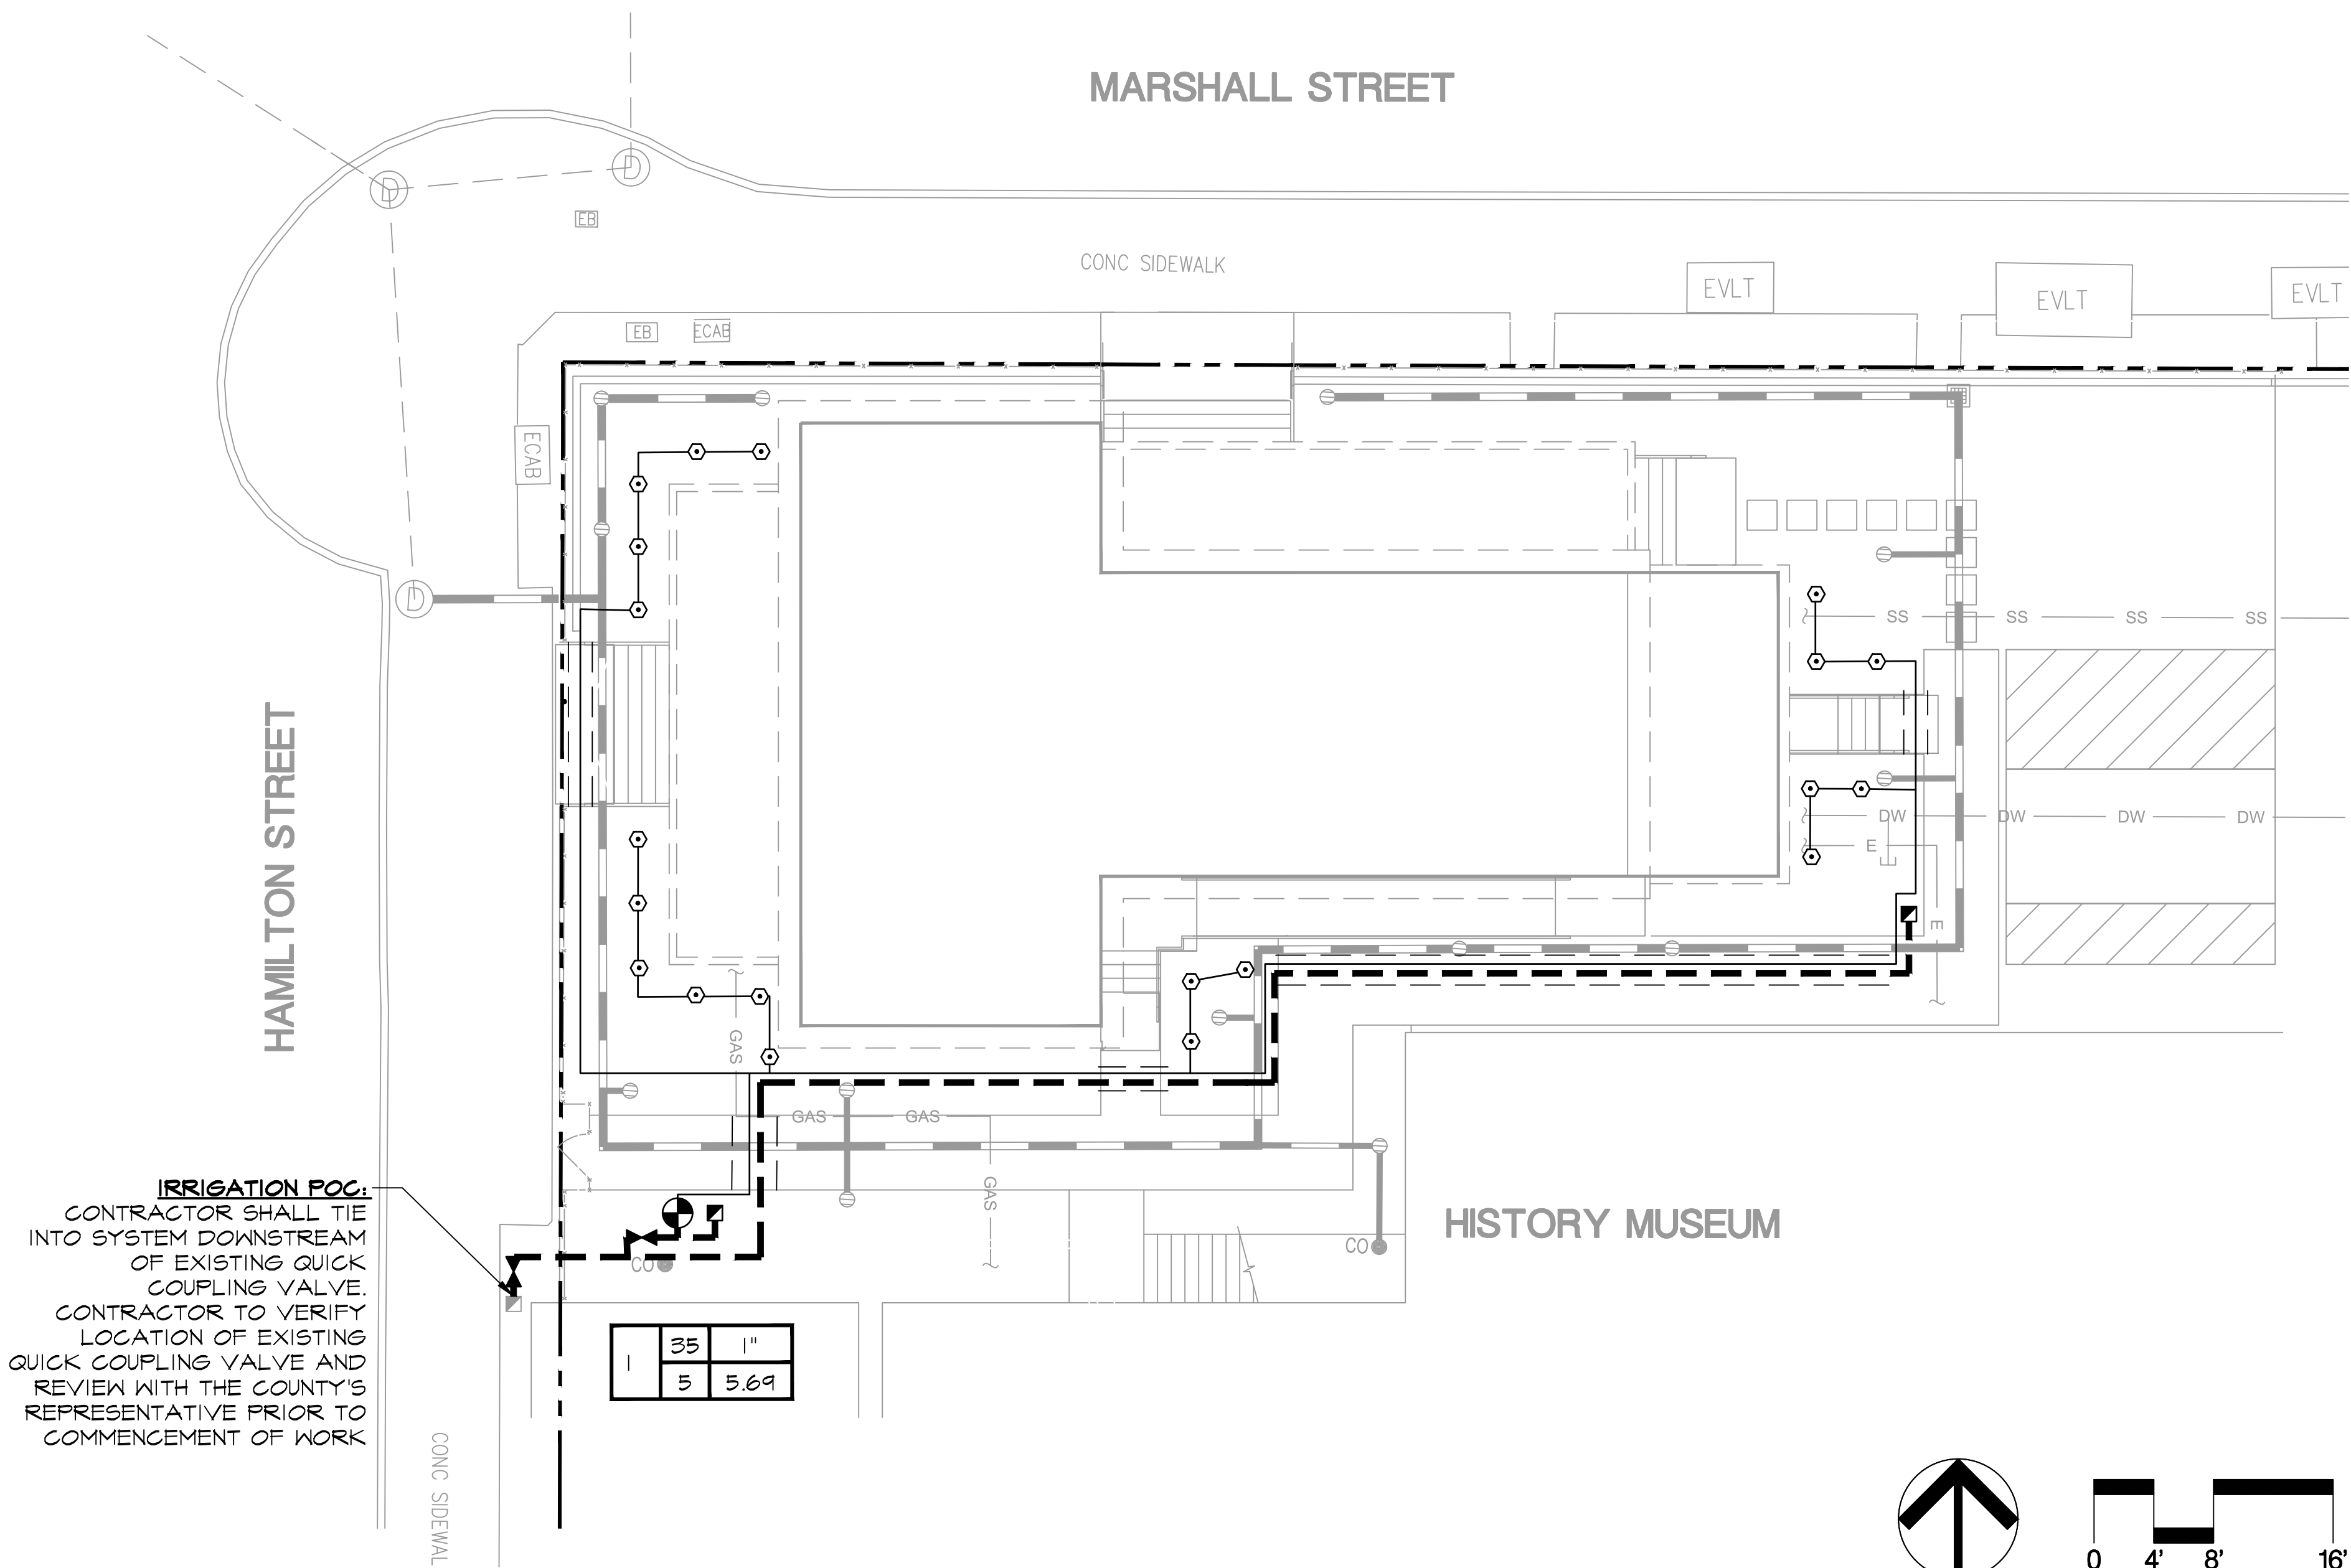 MARSHALL STREET
D
D
EB
CONC SIDEWALK
EVLT
EVLT
EVLT
EB
ECAB
ECAB
D
SS
SS
SS
SS
HAMILTON STREET
DW
DW
DW
DW
E
E
GAS
GAS
GAS
GAS
IRRIGATION POC:
CONTRACTOR SHALL TIE
INTO SYSTEM DOWNSTREAM
OF EXISTING QUICK
COUPLING VALVE.
CONTRACTOR TO VERIFY
LOCATION OF EXISTING
QUICK COUPLING VALVE AND
REVIEW WITH THE COUNTY'S
REPRESENTATIVE PRIOR TO
COMMENCEMENT OF WORK
HISTORY MUSEUM
CO
CO
1
35
1"
5
5.69
CONC SIDEWAL
0
4'
8'
16'